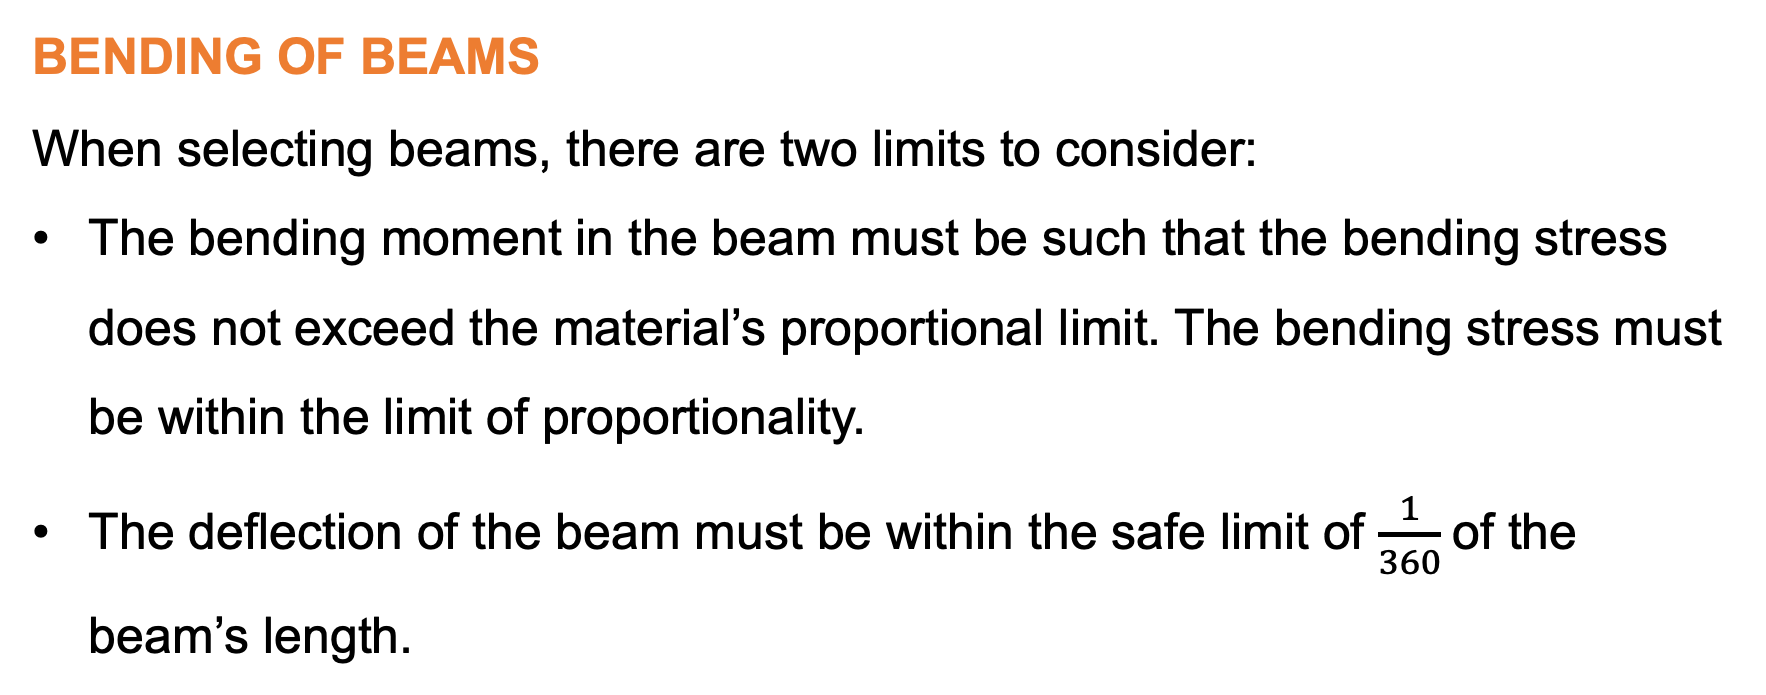 BENDING OF BEAMS
When selecting beams, there are two limits to consider:
• The bending moment in the beam must be such that the bending stress
does not exceed the material’s proportional limit. The bending stress must
be within the limit of proportionality.
• The deflection of the beam must be within the safe limit of 1/360 of the
beam’s length.